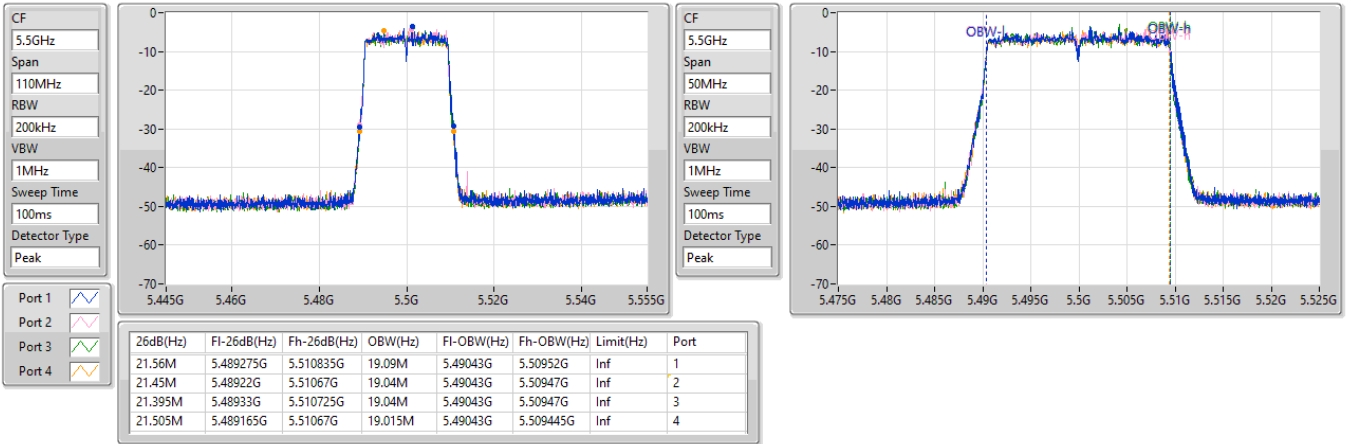 CF
5.5GHz
Span
110MHz
RBW
200kHz
VBW
1MHz
Sweep Time
100ms
Detector Type
Peak
0-
-10-
-20-
-30-
-40-
-50-
-60-
-70-
5.445G 5.46G 5.48G 5.5G 5.52G 5.54G 5.555G
CF
5.5GHz
Span
50MHz
RBW
200kHz
VBW
1MHz
Sweep Time
100ms
Detector Type
Peak
0-
-10-
-20-
-30-
-40-
-50-
-60-
-70-
OBW-l OBW-h
5.475G 5.48G 5.485G 5.49G 5.495G 5.5G 5.505G 5.51G 5.515G 5.52G 5.525G
Port 1
Port 2
Port 3
Port 4
26dB(Hz) Fl-26dB(Hz) Fh-26dB(Hz) OBW(Hz) Fl-OBW(Hz) Fh-OBW(Hz) Limit(Hz) Port
21.56M 5.489275G 5.510835G 19.09M 5.49043G 5.50952G Inf 1
21.45M 5.48922G 5.51067G 19.04M 5.49043G 5.50947G Inf 2
21.395M 5.48933G 5.510725G 19.04M 5.49043G 5.50947G Inf 3
21.505M 5.489165G 5.51067G 19.015M 5.49043G 5.509445G Inf 4